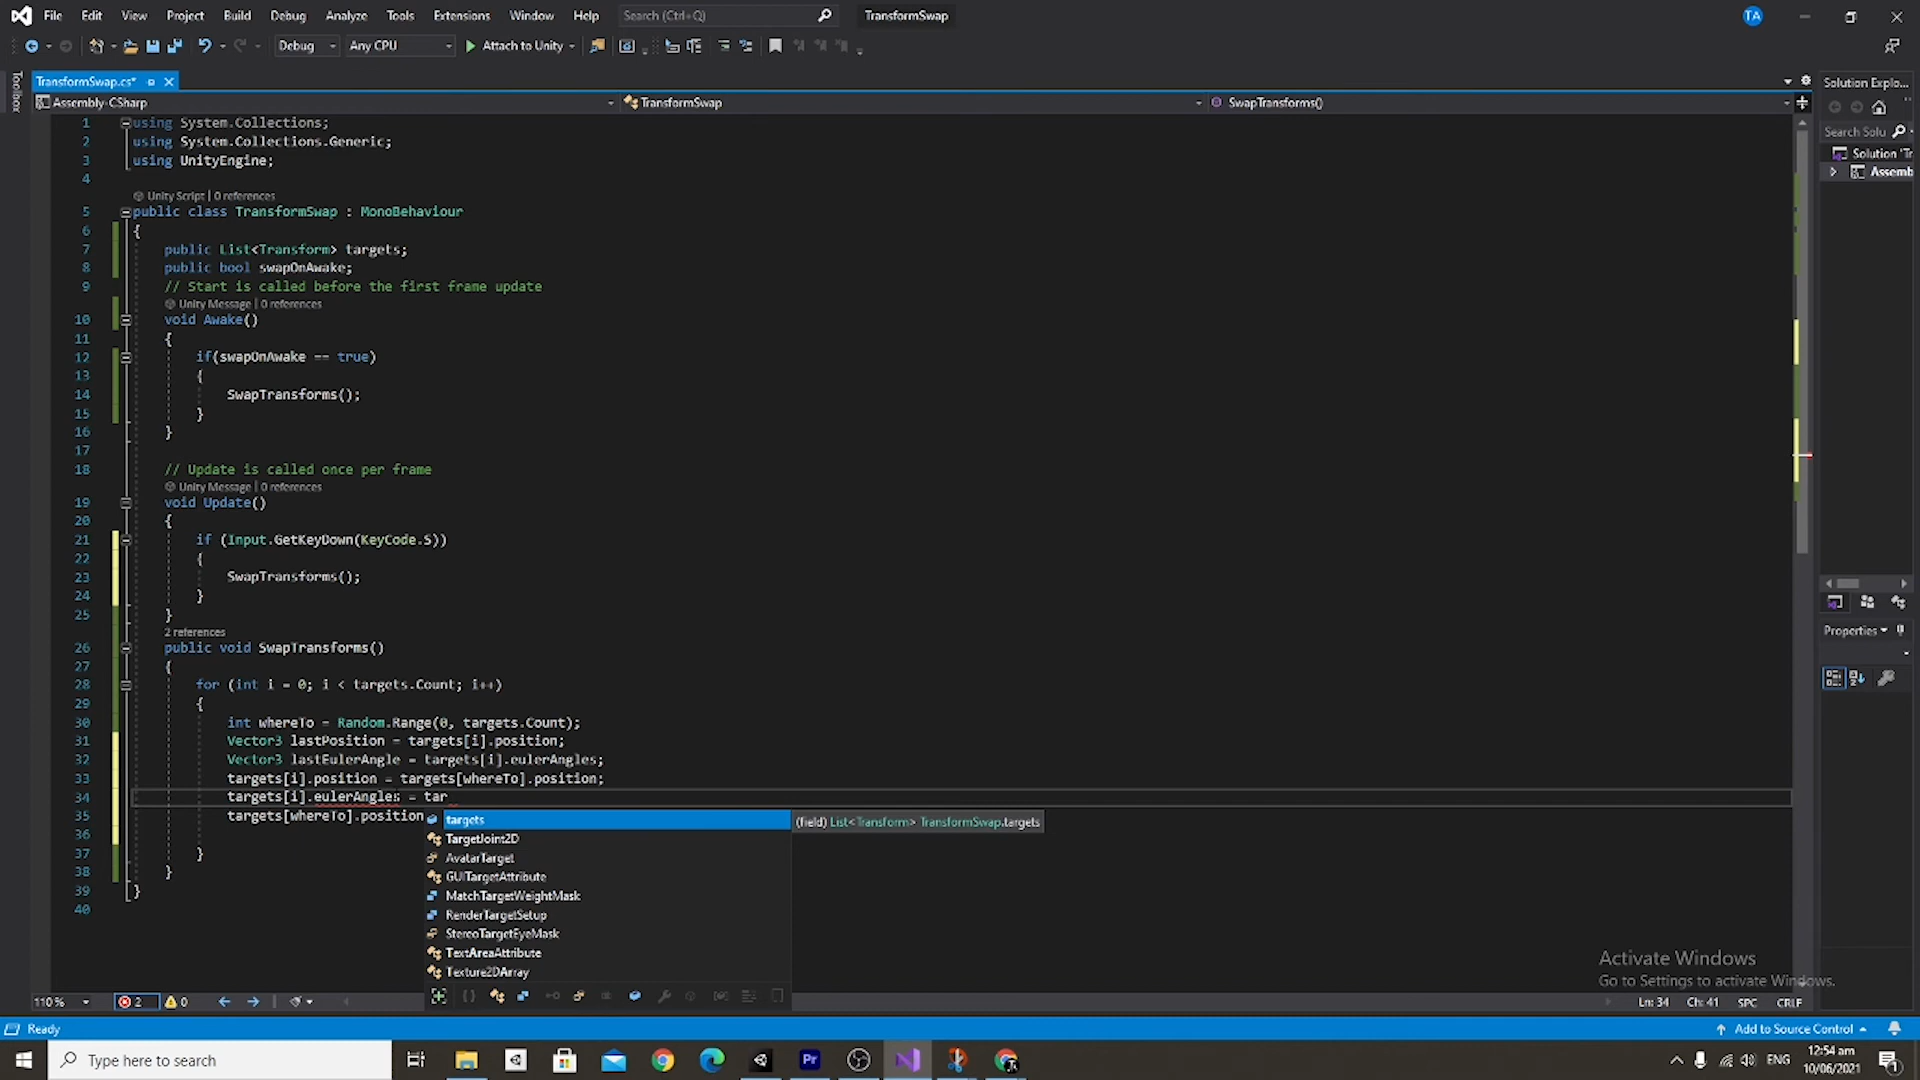 File Edit View Project Build Debug Analyze Tools Extensions Window Help Search (Ctrl+Q) TransformSwap TA
Debug Any CPU Attach to Unity
Toolbox
TransformSwap.cs* Solution Explo...
Assembly-CSharp TransformSwap SwapTransforms()
Search Solu
Solution 'Tr
Assemb
1 using System.Collections;
2 using System.Collections.Generic;
3 using UnityEngine;
4
Unity Script | 0 references
5 public class TransformSwap : MonoBehaviour
6 {
7 public List<Transform> targets;
8 public bool swapOnAwake;
9 // Start is called before the first frame update
Unity Message | 0 references
10 void Awake()
11 {
12 if(swapOnAwake == true)
13 {
14 SwapTransforms();
15 }
16 }
17
18 // Update is called once per frame
Unity Message | 0 references
19 void Update()
20 {
21 if (Input.GetKeyDown(KeyCode.S))
22 {
23 SwapTransforms();
24 }
25 }
2 references
26 public void SwapTransforms()
27 {
28 for (int i = 0; i < targets.Count; i++)
29 {
30 int whereTo = Random.Range(0, targets.Count);
31 Vector3 lastPosition = targets[i].position;
32 Vector3 lastEulerAngle = targets[i].eulerAngles;
33 targets[i].position = targets[whereTo].position;
34 targets[i].eulerAngles = tar
35 targets[whereTo].position
36
37 }
38 }
39 }
40
targets
TargetJoint2D
AvatarTarget
GUITargetAttribute
MatchTargetWeightMask
RenderTargetSetup
StereoTargetEyeMask
TextAreaAttribute
Texture2DArray
(field) List<Transform> TransformSwap.targets
Properties
Activate Windows
Go to Settings to activate Windows.
110 % 2 0 Ln: 34 Ch: 41 SPC CRLF
Ready Add to Source Control
Type here to search
Pr
ENG
12:54 am
10/06/2021
1